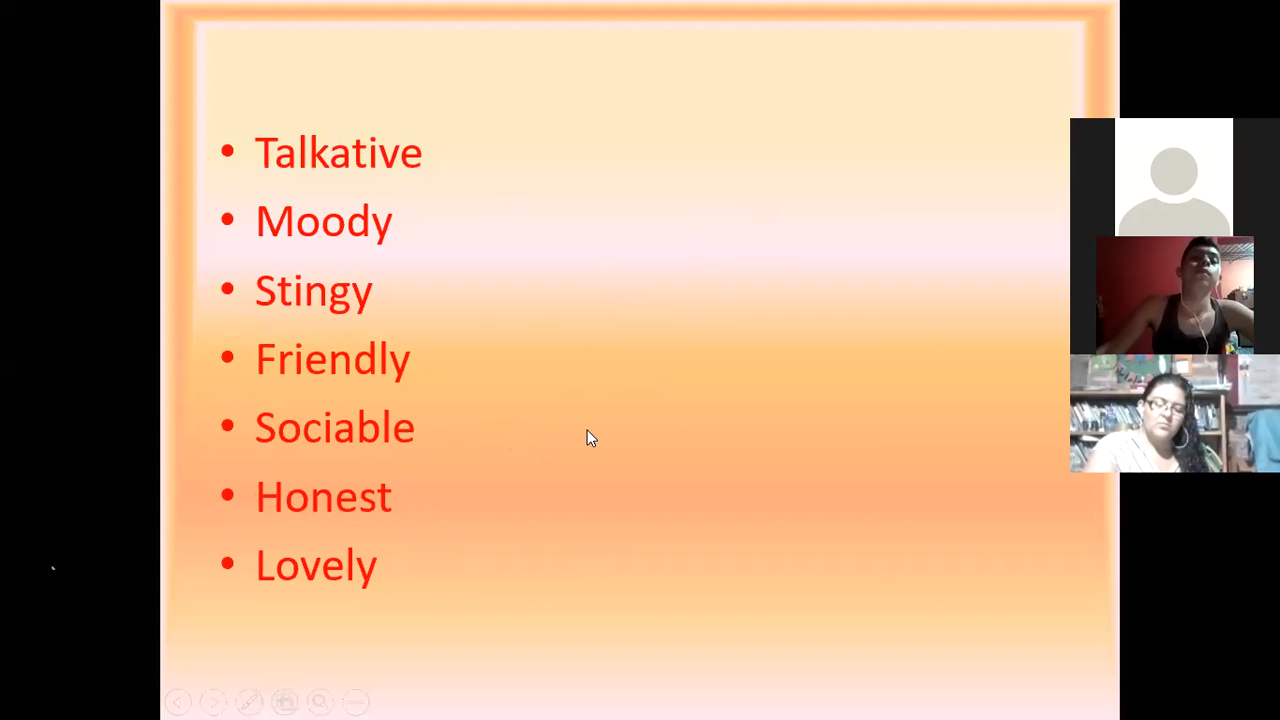 • Talkative
• Moody
• Stingy
• Friendly
• Sociable
• Honest
• Lovely